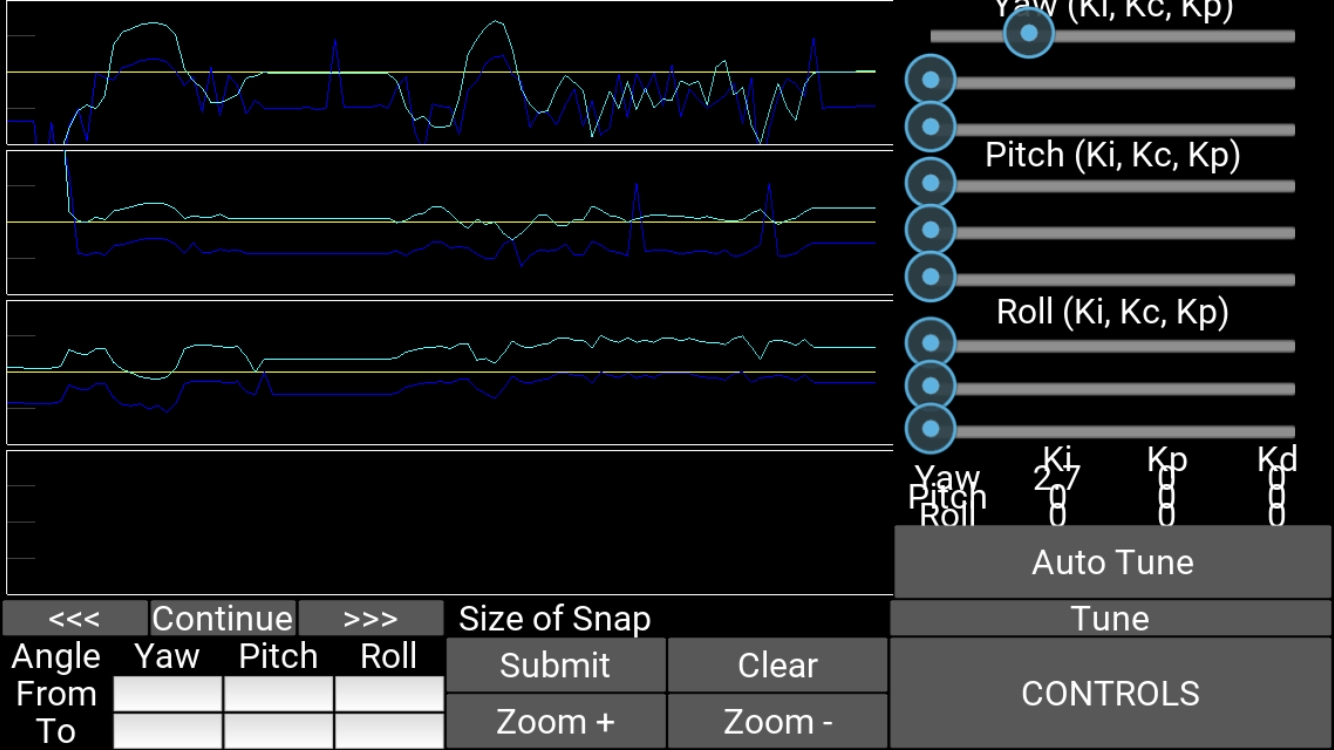 Yaw (Ki, Kc, Kp)
Pitch (Ki, Kc, Kp)
Roll (Ki, Kc, Kp)
Ki Kp Kd
Yaw 2.7 0 0
Pitch 0 0 0
Roll 0 0 0
Auto Tune
<<< Continue >>> Size of Snap Tune
Angle Yaw Pitch Roll Submit Clear
From CONTROLS
To Zoom + Zoom -